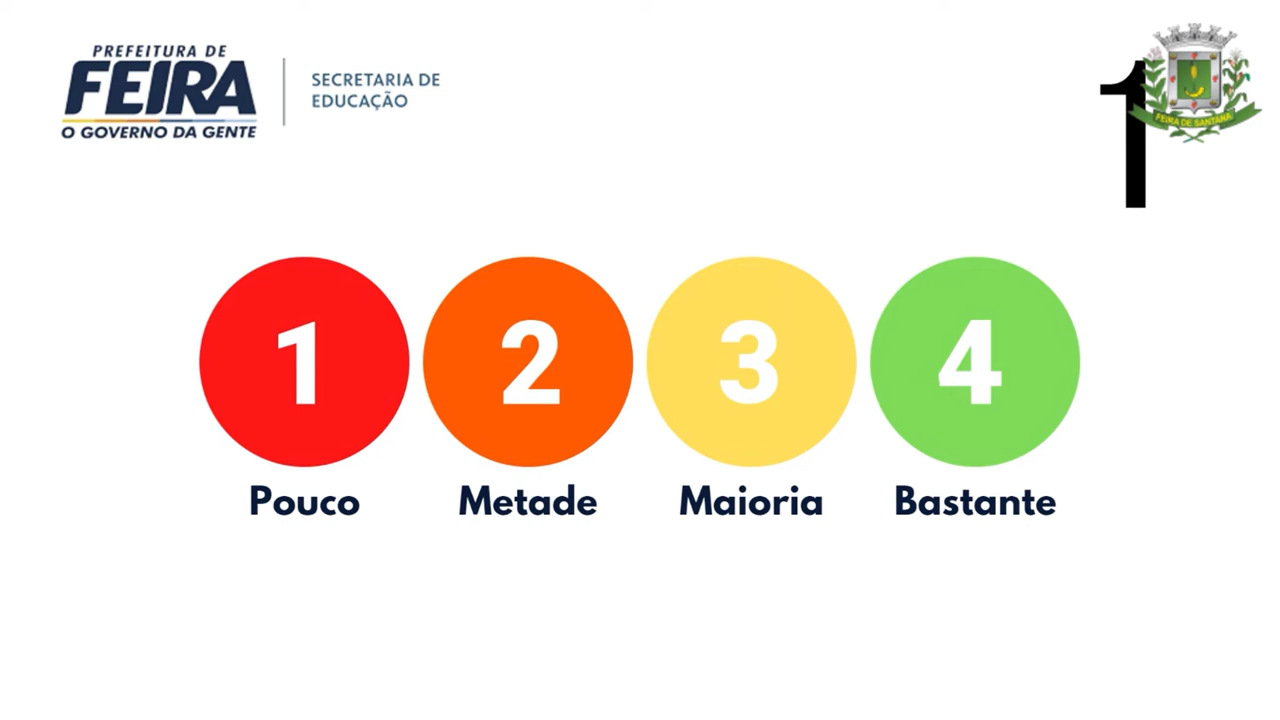 PREFEITURA DE
FEIRA
O GOVERNO DA GENTE
SECRETARIA DE
EDUCAÇÃO
1
FEIRA DE SANTANA
1
2
3
4
Pouco
Metade
Maioria
Bastante